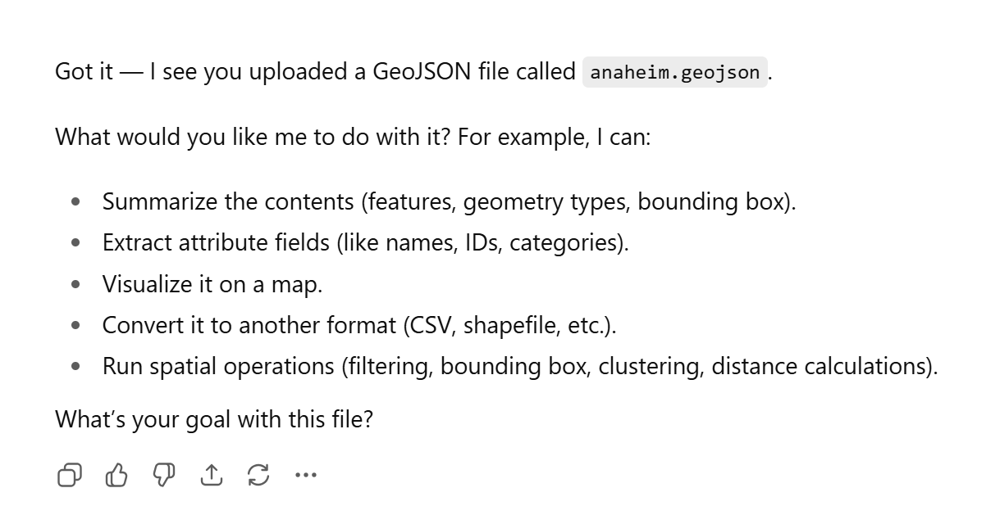 Got it — I see you uploaded a GeoJSON file called anaheim.geojson.
What would you like me to do with it? For example, I can:
• Summarize the contents (features, geometry types, bounding box).
• Extract attribute fields (like names, IDs, categories).
• Visualize it on a map.
• Convert it to another format (CSV, shapefile, etc.).
• Run spatial operations (filtering, bounding box, clustering, distance calculations).
What’s your goal with this file?